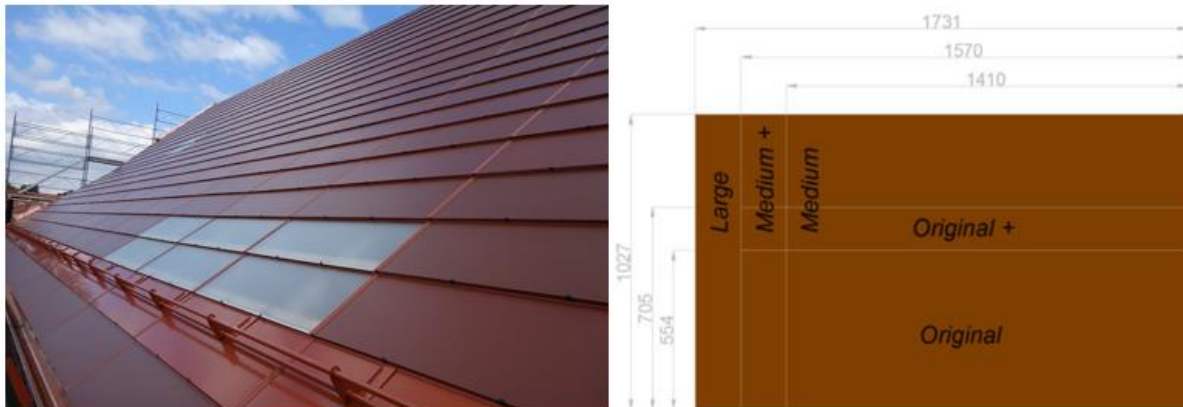 1731
1570
1410
Large
Medium +
Medium
Original +
Original
1027
705
554